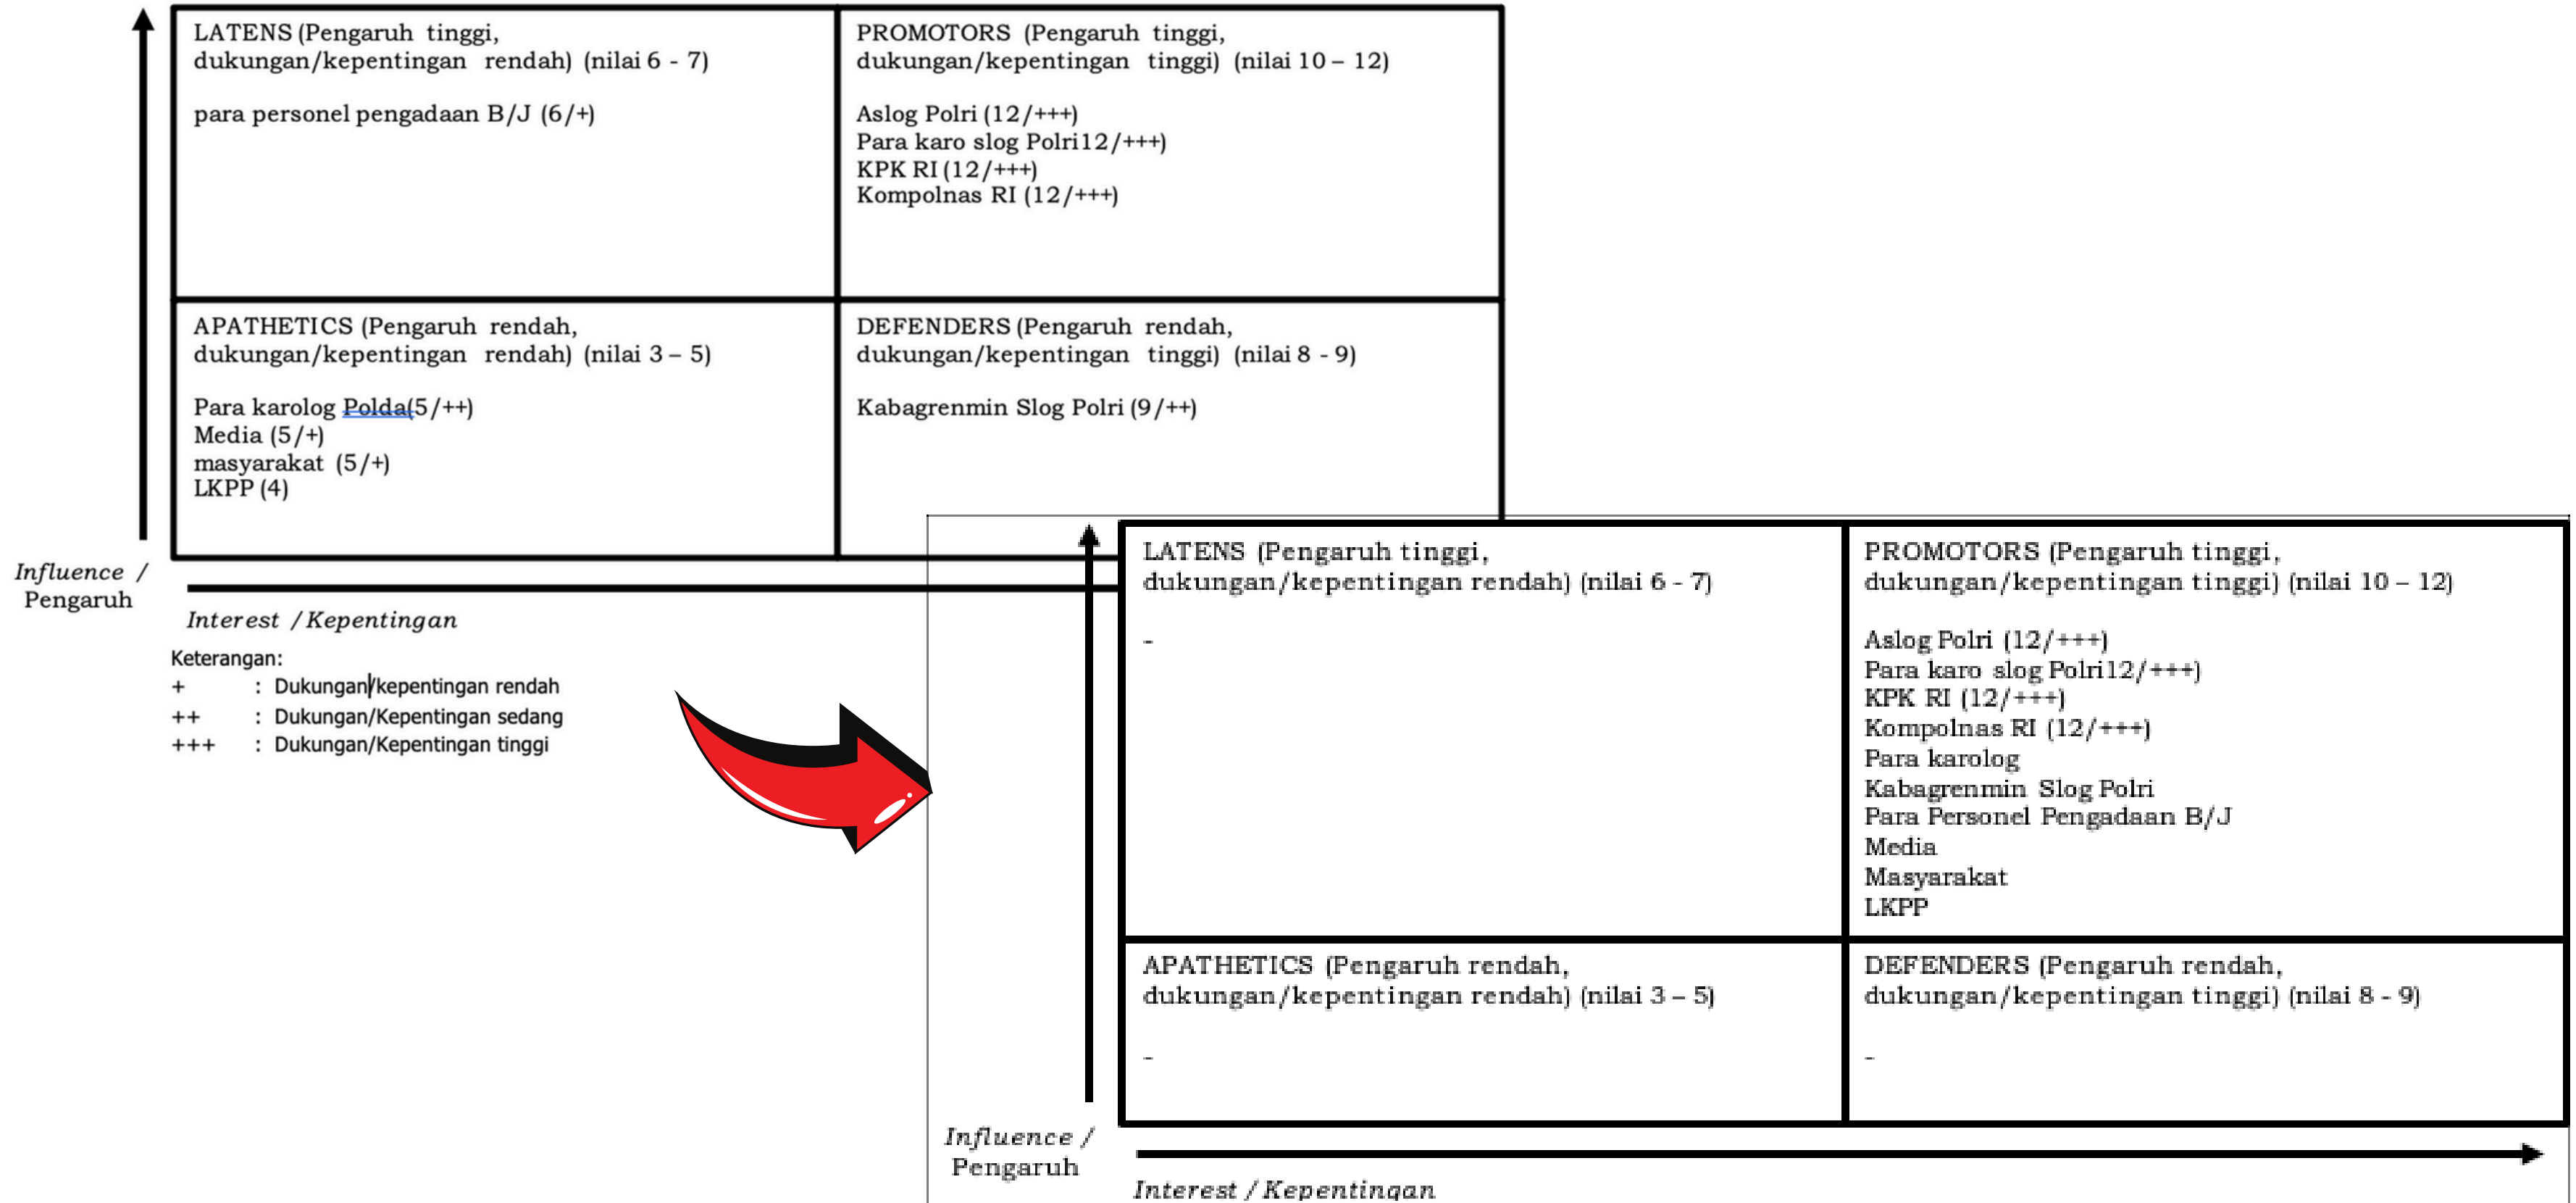 LATENS (Pengaruh tinggi,
dukungan/kepentingan rendah) (nilai 6 - 7)
para personel pengadaan B/J (6/+)
PROMOTORS (Pengaruh tinggi,
dukungan/kepentingan tinggi) (nilai 10 – 12)
Aslog Polri (12/+++)
Para karo slog Polri12/+++)
KPK RI (12/+++)
Kompolnas RI (12/+++)
APATHETICS (Pengaruh rendah,
dukungan/kepentingan rendah) (nilai 3 – 5)
Para karolog Polda(5/++)
Media (5/+)
masyarakat (5/+)
LKPP (4)
DEFENDERS (Pengaruh rendah,
dukungan/kepentingan tinggi) (nilai 8 - 9)
Kabagrenmin Slog Polri (9/++)
Influence /
Pengaruh
Interest / Kepentingan
Keterangan:
+ : Dukungan/kepentingan rendah
++ : Dukungan/Kepentingan sedang
+++ : Dukungan/Kepentingan tinggi
LATENS (Pengaruh tinggi,
dukungan/kepentingan rendah) (nilai 6 - 7)
-
PROMOTORS (Pengaruh tinggi,
dukungan/kepentingan tinggi) (nilai 10 – 12)
Aslog Polri (12/+++)
Para karo slog Polri12/+++)
KPK RI (12/+++)
Kompolnas RI (12/+++)
Para karolog
Kabagrenmin Slog Polri
Para Personel Pengadaan B/J
Media
Masyarakat
LKPP
APATHETICS (Pengaruh rendah,
dukungan/kepentingan rendah) (nilai 3 – 5)
-
DEFENDERS (Pengaruh rendah,
dukungan/kepentingan tinggi) (nilai 8 - 9)
-
Influence /
Pengaruh
Interest / Kepentingan